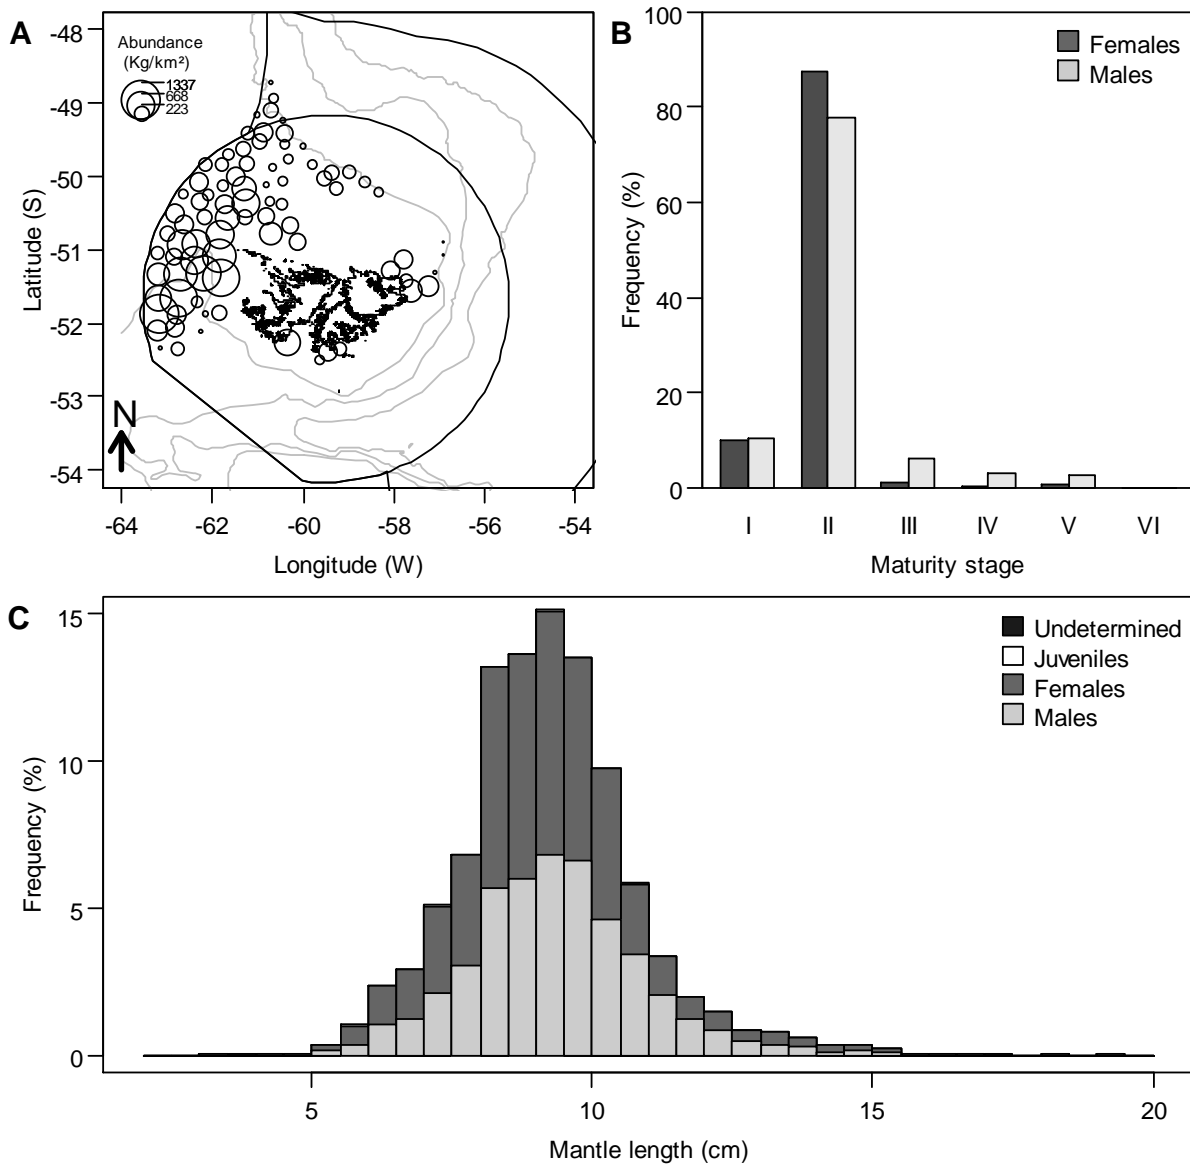 A
Abundance
(Kg/km²)
1337
668
223
-48
-49
-50
-51
-52
-53
-54
Latitude (S)
N
-64
-62
-60
-58
-56
-54
Longitude (W)
B
100
80
60
40
20
0
Frequency (%)
Females
Males
I
II
III
IV
V
VI
Maturity stage
C
15
10
5
0
Frequency (%)
Undetermined
Juveniles
Females
Males
5
10
15
20
Mantle length (cm)